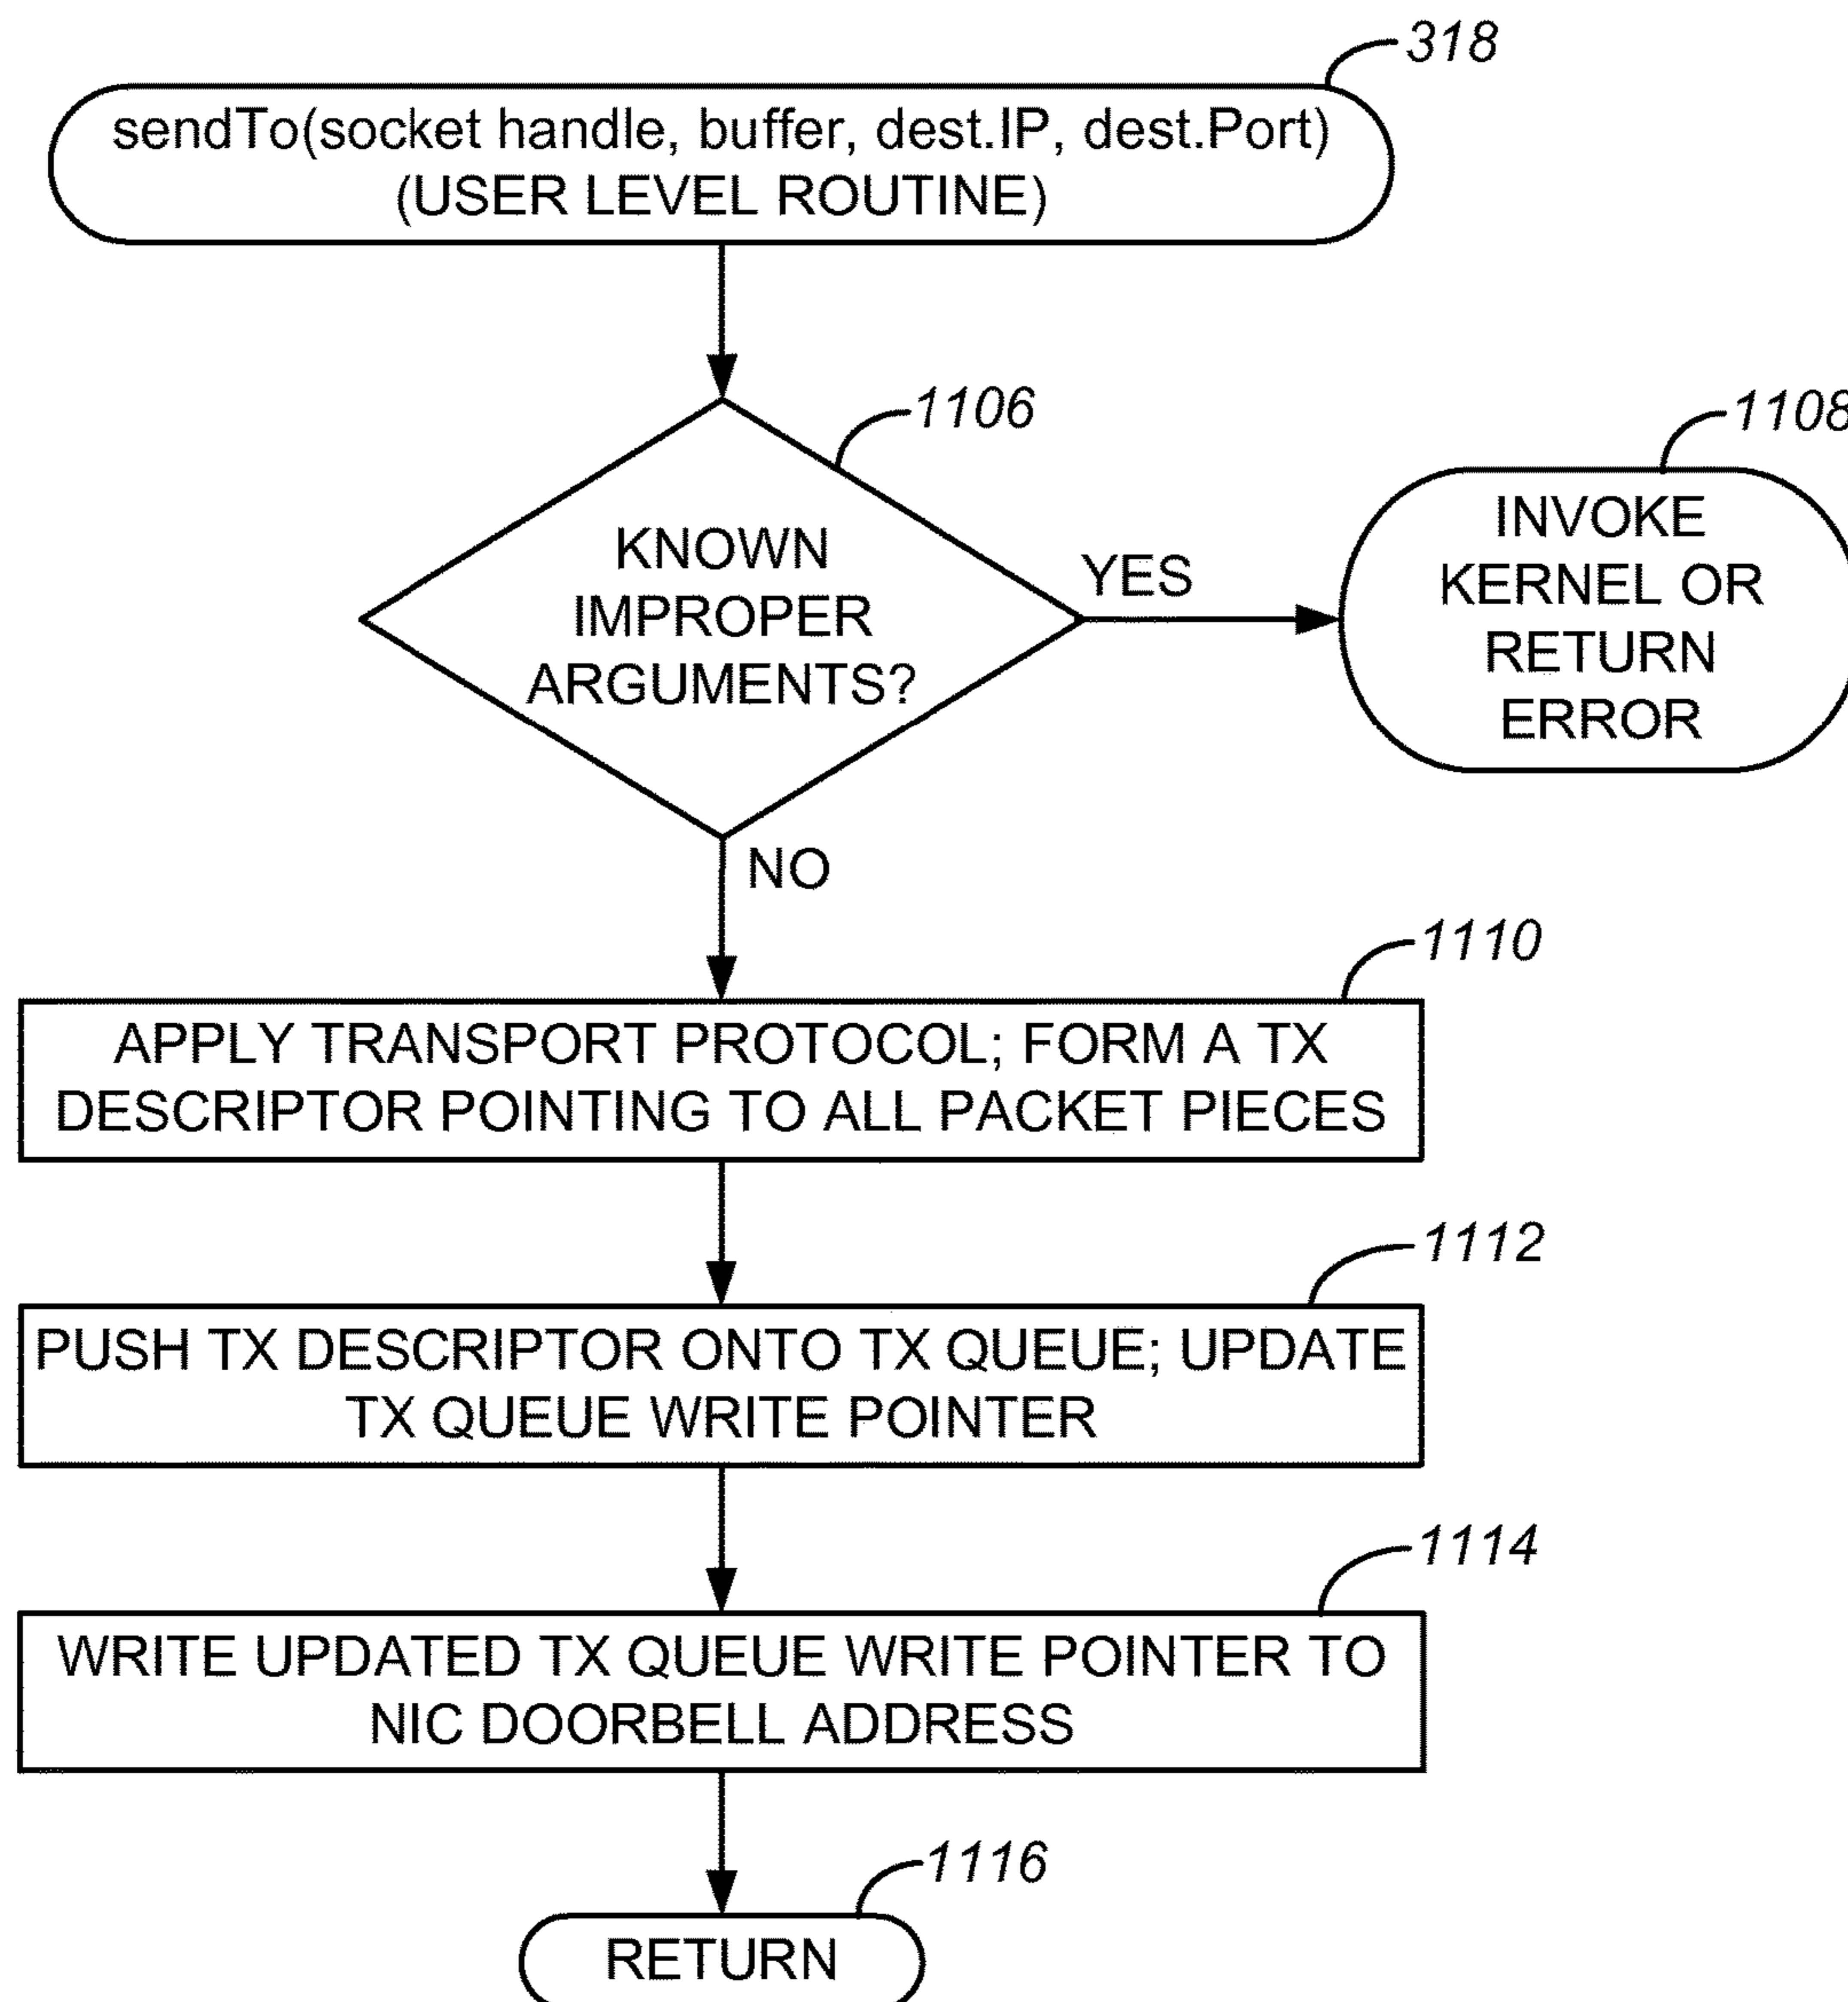 318
sendTo(socket handle, buffer, dest.IP, dest.Port)
(USER LEVEL ROUTINE)
1106
KNOWN
IMPROPER
ARGUMENTS?
YES
1108
INVOKE
KERNEL OR
RETURN
ERROR
NO
1110
APPLY TRANSPORT PROTOCOL; FORM A TX
DESCRIPTOR POINTING TO ALL PACKET PIECES
1112
PUSH TX DESCRIPTOR ONTO TX QUEUE; UPDATE
TX QUEUE WRITE POINTER
1114
WRITE UPDATED TX QUEUE WRITE POINTER TO
NIC DOORBELL ADDRESS
1116
RETURN